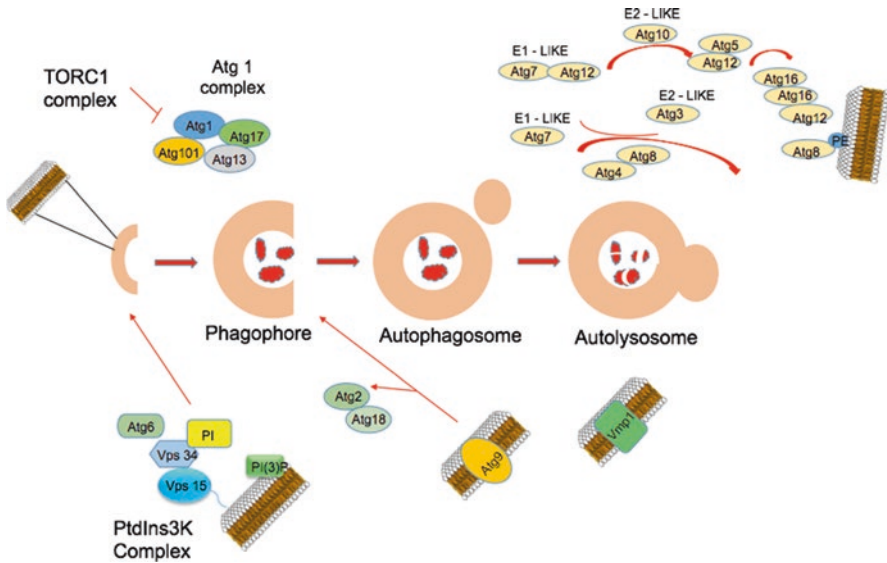 TORC1
complex
Atg 1
complex
Atg1
Atg17
Atg101
Atg13
E1 - LIKE
Atg7
Atg12
E2 - LIKE
Atg10
Atg5
Atg12
Atg16
Atg16
Atg12
E1 - LIKE
Atg7
E2 - LIKE
Atg3
Atg8
Atg4
Atg8
PE
Phagophore
Autophagosome
Autolysosome
Atg6
PI
Vps 34
Vps 15
PI(3)P
PtdIns3K
Complex
Atg2
Atg18
Atg9
Vmp1